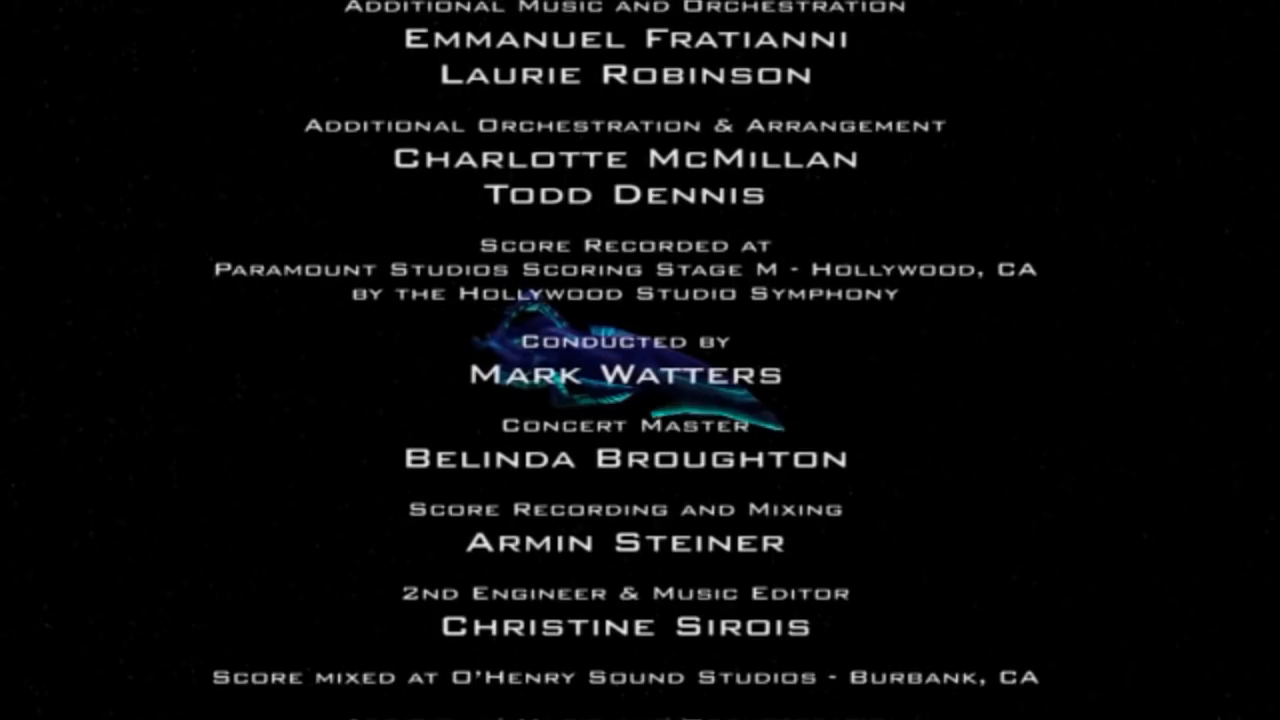 Additional Music and Orchestration
Emmanuel Fratianni
Laurie Robinson
Additional Orchestration & Arrangement
Charlotte McMillan
Todd Dennis
Score Recorded at
Paramount Studios Scoring Stage M - Hollywood, CA
by the Hollywood Studio Symphony
Conducted by
Mark Watters
Concert Master
Belinda Broughton
Score Recording and Mixing
Armin Steiner
2nd Engineer & Music Editor
Christine Sirois
Score mixed at O'Henry Sound Studios - Burbank, CA